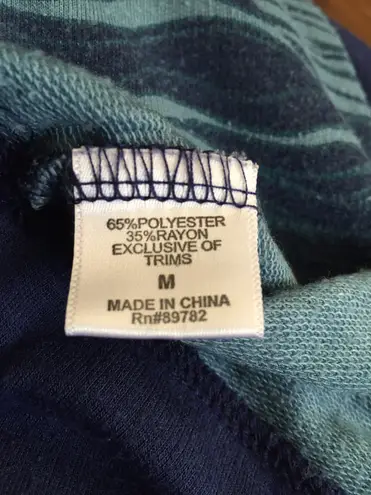 65%POLYESTER
35%RAYON
EXCLUSIVE OF
TRIMS
M
MADE IN CHINA
Rn#89782